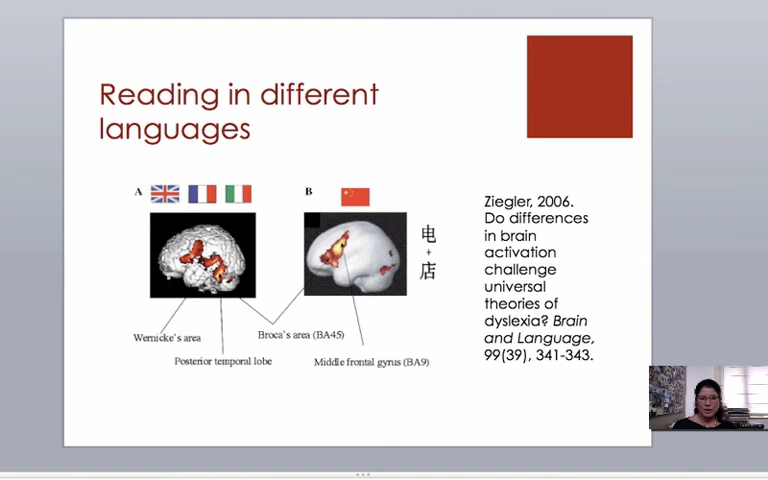 Reading in different
languages
A
B
电
+
店
Wernicke's area
Broca's area (BA45)
Posterior temporal lobe
Middle frontal gyrus (BA9)
Ziegler, 2006.
Do differences
in brain
activation
challenge
universal
theories of
dyslexia? Brain
and Language,
99(39), 341-343.